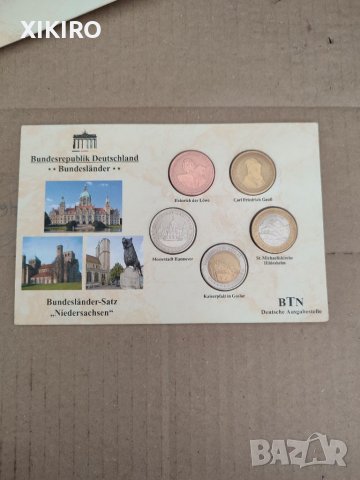 XIKIRO
Bundesrepublik Deutschland
** Bundesländer **
Heinrich der Löwe
Carl Friedrich Gauß
Messestadt Hannover
St. Michaeliskirche
Hildesheim
Kaiserpfalz in Goslar
Bundesländer-Satz
„Niedersachsen"
BTN
Deutsche Ausgabestelle
BAZAR